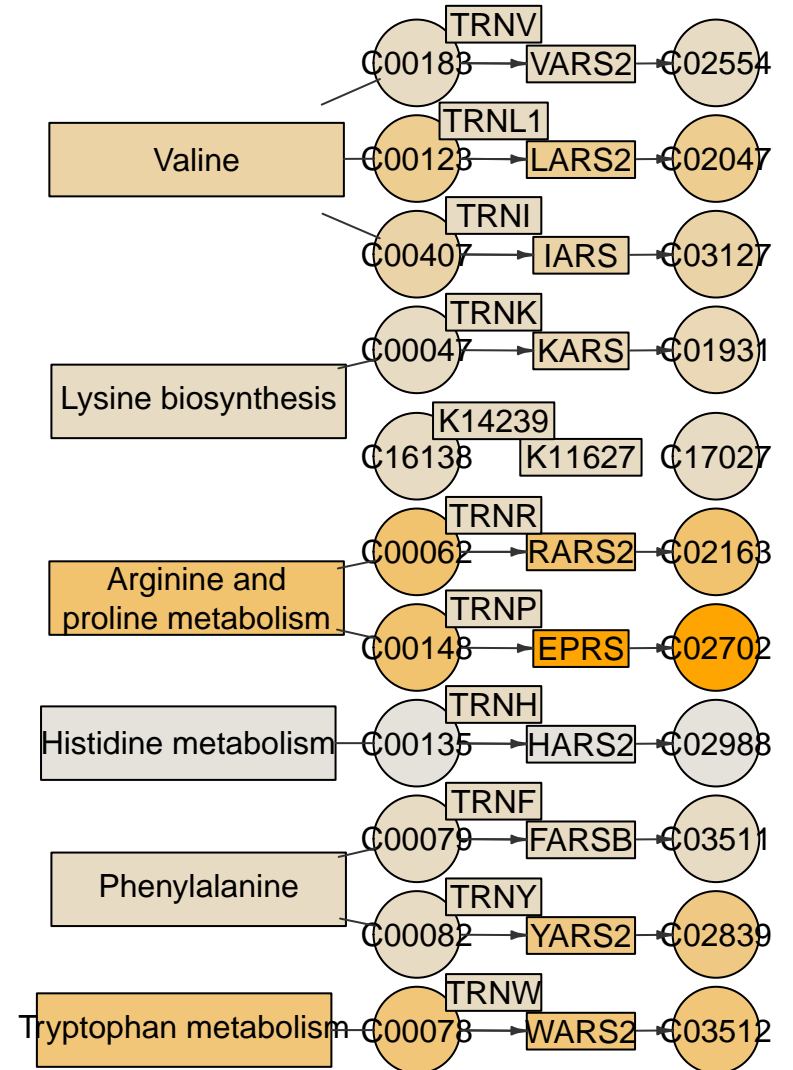 TRNV
C00183 VARS2 C02554
TRNL1
Valine C00123 LARS2 C02047
TRNI
C00407 IARS C03127
TRNK
C00047 KARS C01931
Lysine biosynthesis
K14239
C16138 K11627 C17027
TRNR
C00062 RARS2 C02163
Arginine and
proline metabolism
TRNP
C00148 EPRS C02702
TRNH
Histidine metabolism C00135 HARS2 C02988
TRNF
C00079 FARSB C03511
Phenylalanine
TRNY
C00082 YARS2 C02839
TRNW
Tryptophan metabolism C00078 WARS2 C03512